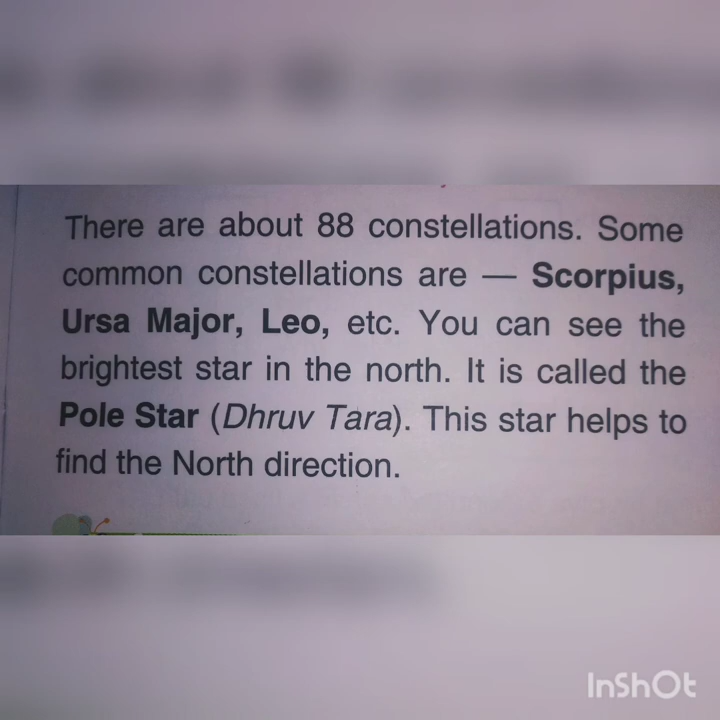 There are about 88 constellations. Some
common constellations are — Scorpius,
Ursa Major, Leo, etc. You can see the
brightest star in the north. It is called the
Pole Star (Dhruv Tara). This star helps to
find the North direction.
InShOt